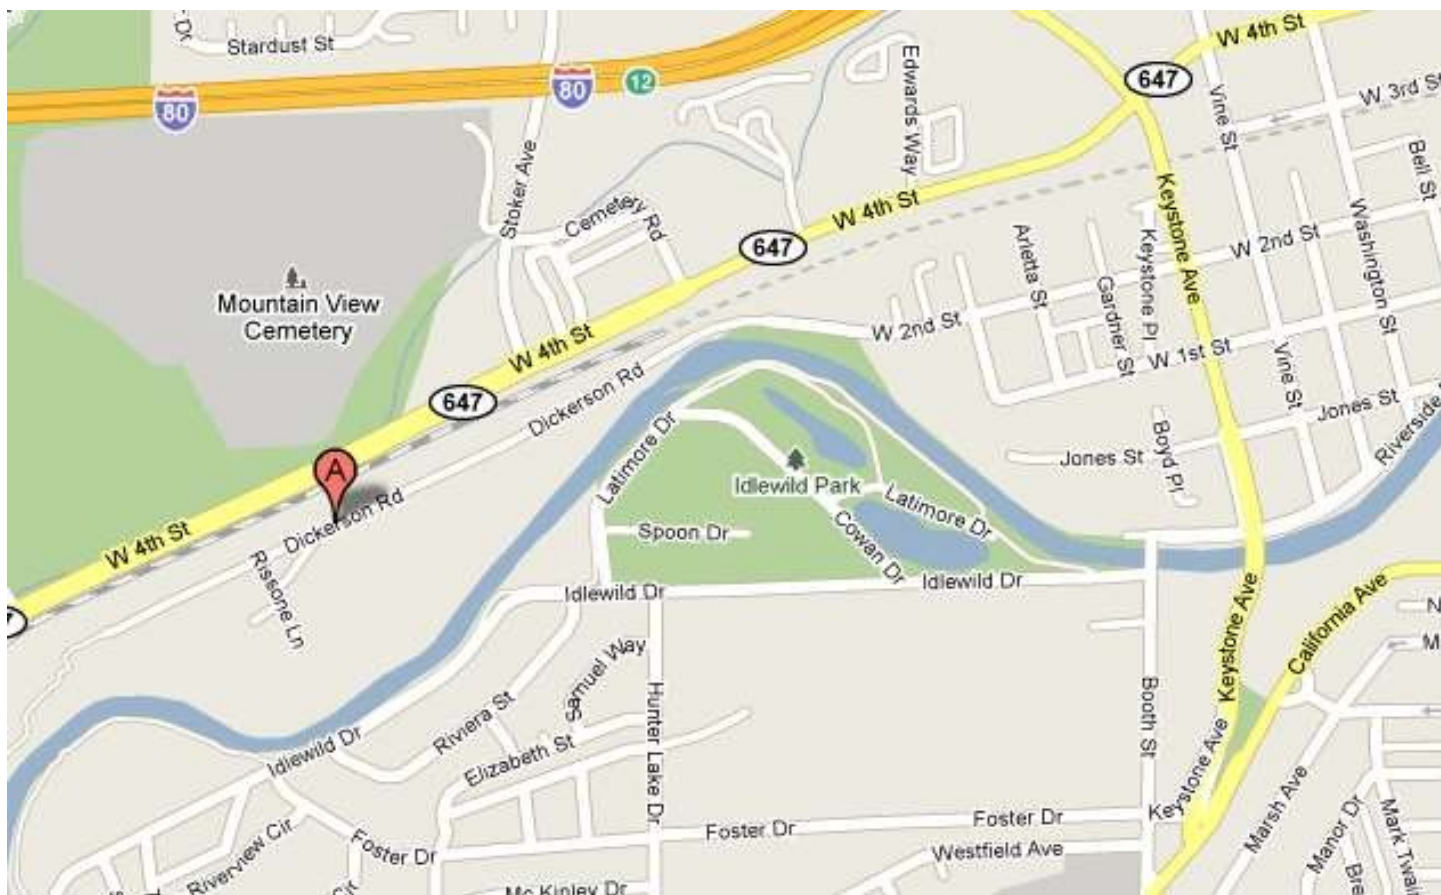 Dr
Stardust St
W 4th St
80
80
12
647
Edwards Way
Vine St
W 3rd St
Stoker Ave
Bell St
Cemetery Rd
W 4th St
Keystone Ave
647
Arletta St
Keystone Pl
Washington St
W 2nd St
Gardner St
Mountain View
Cemetery
W 2nd St
W 4th St
W 1st St
Vine St
647
Dickerson Rd
Latimore Dr
Jones St
Riverside
Boyd Pl
Jones St
A
Idlewild Park
Latimore Dr
Dickerson Rd
W 4th St
Spoon Dr
Cowan Dr
Rissone Ln
Idlewild Dr
Idlewild Dr
California Ave
N
Keystone Ave
M
Samuel Way
Hunter Lake Dr
Booth St
Riviera St
Idlewild Dr
Elizabeth St
Keystone Ave
Marsh Ave
Foster Dr
Foster Dr
Manor Dr
Mark Twai
Riverview Cir
Foster Dr
Westfield Ave
Bra
Cir
Mc Kinley Dr